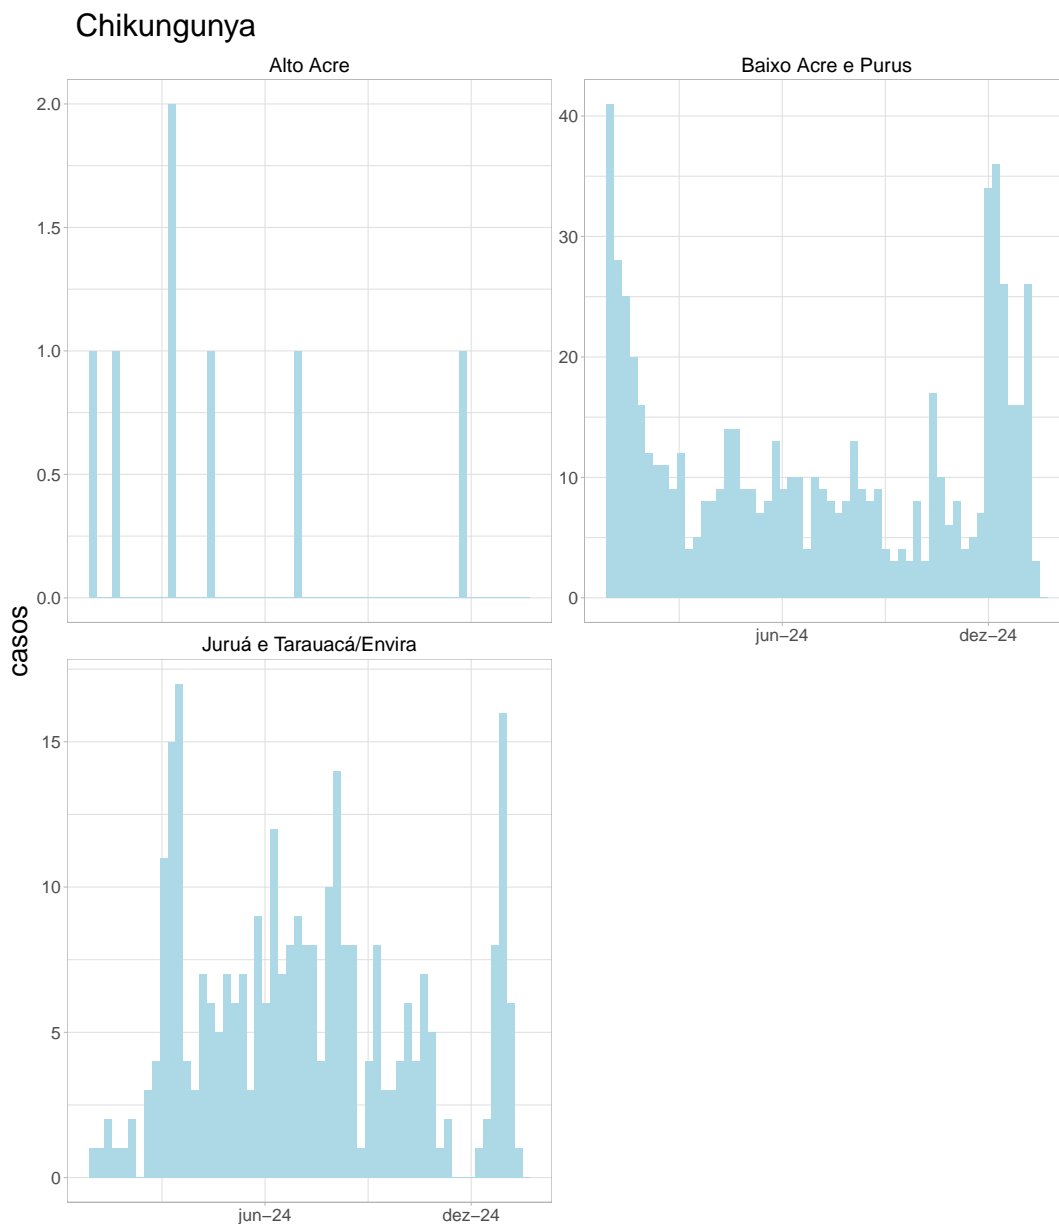 Chikungunya
Alto Acre
Baixo Acre e Purus
2.0
1.5
1.0
0.5
0.0
40
30
20
10
0
jun−24
dez−24
casos
Juruá e Tarauacá/Envira
15
10
5
0
jun−24
dez−24